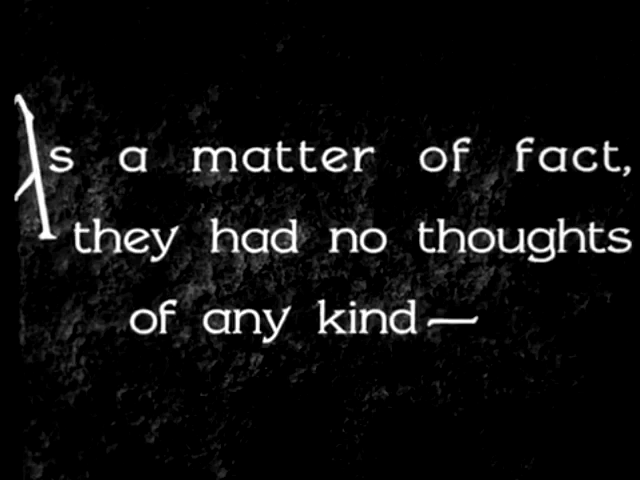 As a matter of fact,
they had no thoughts
of any kind—